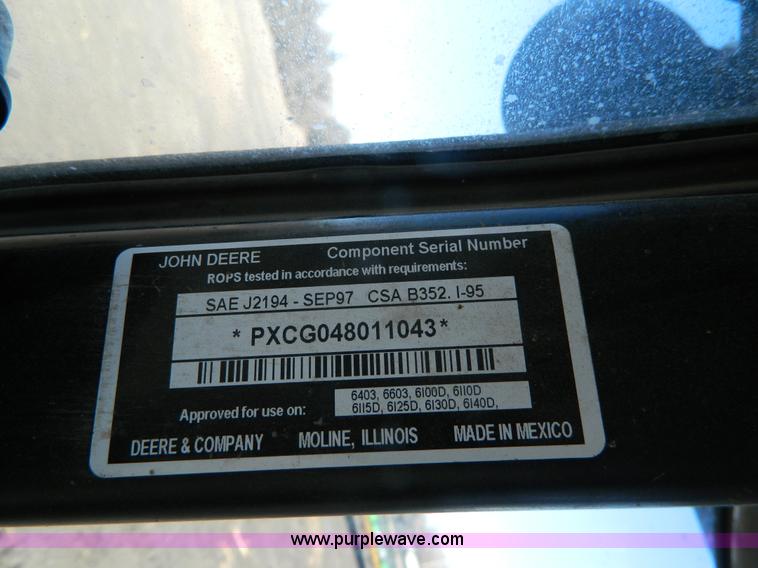 JOHN DEERE Component Serial Number
ROPS tested in accordance with requirements:
SAE J2194 - SEP97 CSA B352. I-95
* PXCG048011043*
Approved for use on: 6403, 6603, 6100D, 6110D
6115D, 6125D, 6130D, 6140D,
DEERE & COMPANY MOLINE, ILLINOIS MADE IN MEXICO
www.purplewave.com